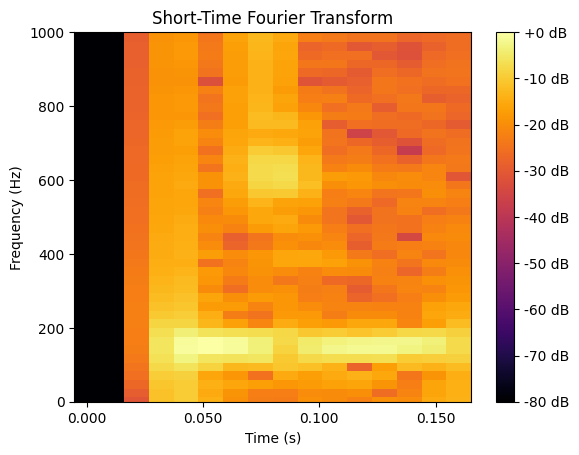 Short-Time Fourier Transform
1000
800
600
400
200
0
Frequency (Hz)
0.000
0.050
0.100
0.150
Time (s)
+0 dB
-10 dB
-20 dB
-30 dB
-40 dB
-50 dB
-60 dB
-70 dB
-80 dB